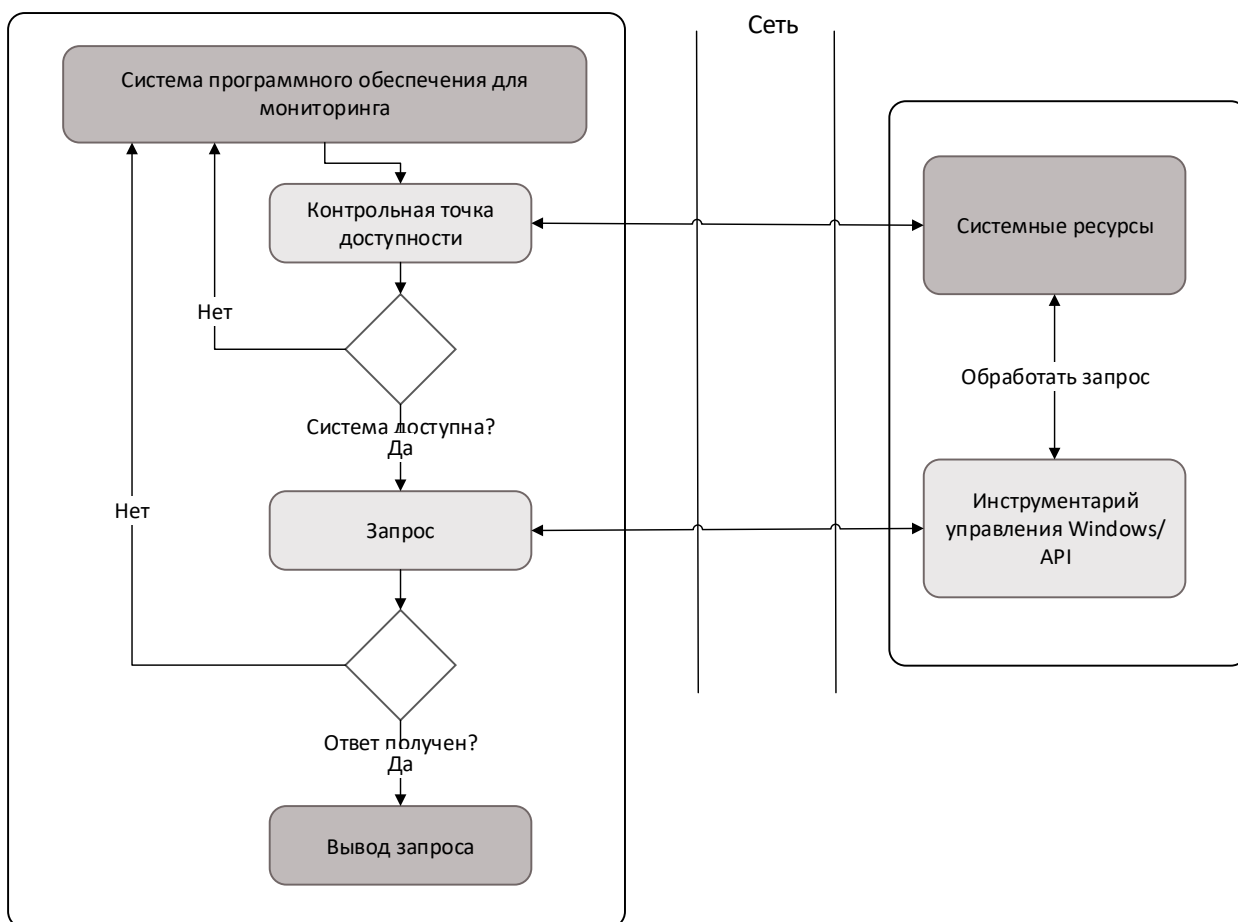 Сеть
Система программного обеспечения для
мониторинга
Контрольная точка
доступности
Системные ресурсы
Нет
Обработать запрос
Система доступна?
Да
Нет
Запрос
Инструментарий
управления Windows/
API
Ответ получен?
Да
Вывод запроса